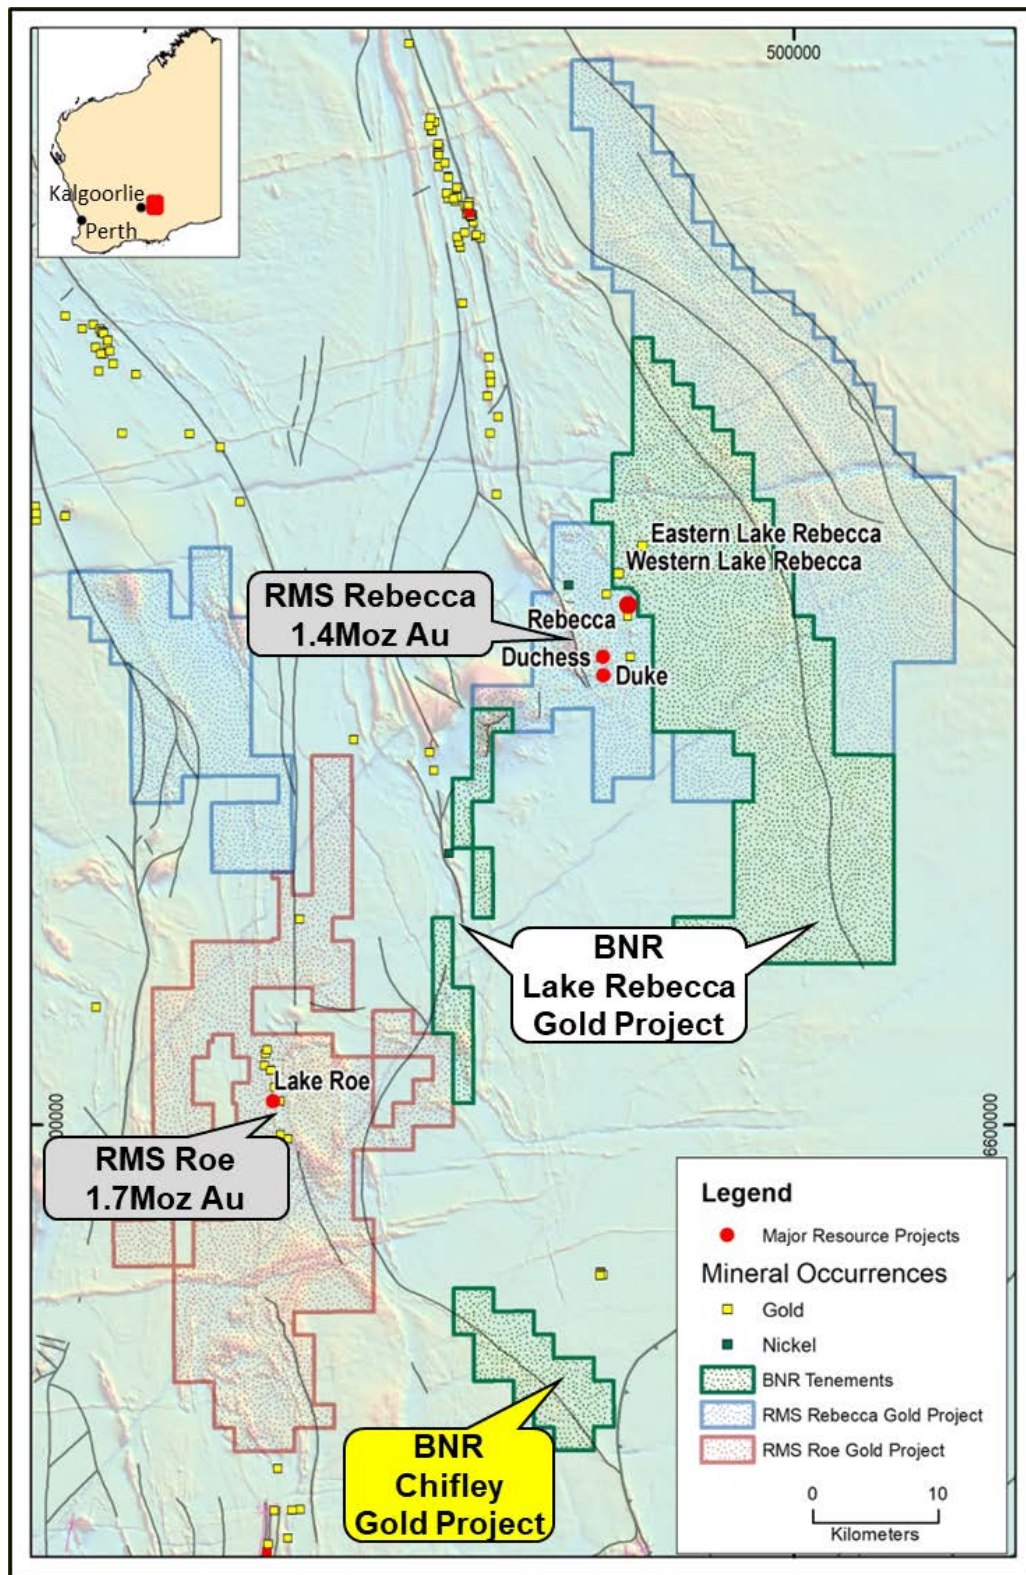 500000
Kalgoorlie
Perth
Eastern Lake Rebecca
Western Lake Rebecca
RMS Rebecca
1.4Moz Au
Rebecca
Duchess
Duke
BNR
Lake Rebecca
Gold Project
Lake Roe
6600000
RMS Roe
1.7Moz Au
BNR
Chifley
Gold Project
Legend
Major Resource Projects
Mineral Occurrences
Gold
Nickel
BNR Tenements
RMS Rebecca Gold Project
RMS Roe Gold Project
0 10
Kilometers